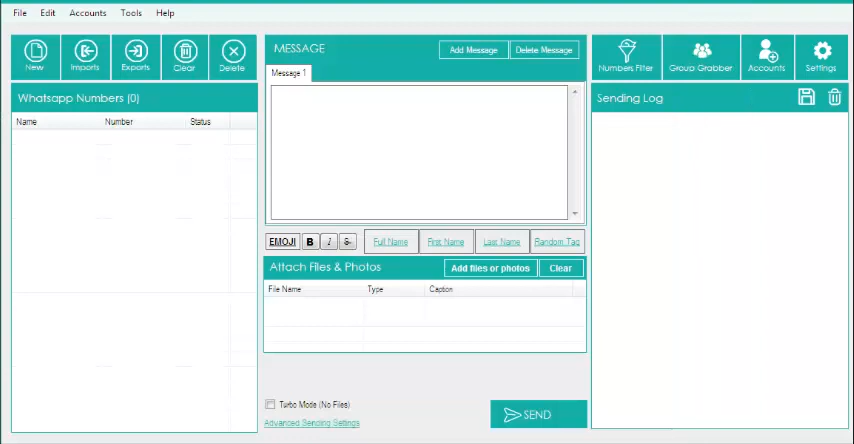 File Edit Accounts Tools Help
New Imports Exports Clear Delete
MESSAGE Add Message Delete Message
Numbers Filter Group Grabber Accounts Settings
Message 1
Whatsapp Numbers (0)
Name Number Status
Sending Log
EMOJI B I S Full Name First Name Last Name Random Tag
Attach Files & Photos Add files or photos Clear
File Name Type Caption
Turbo Mode (No Files)
SEND
Advanced Sending Settings